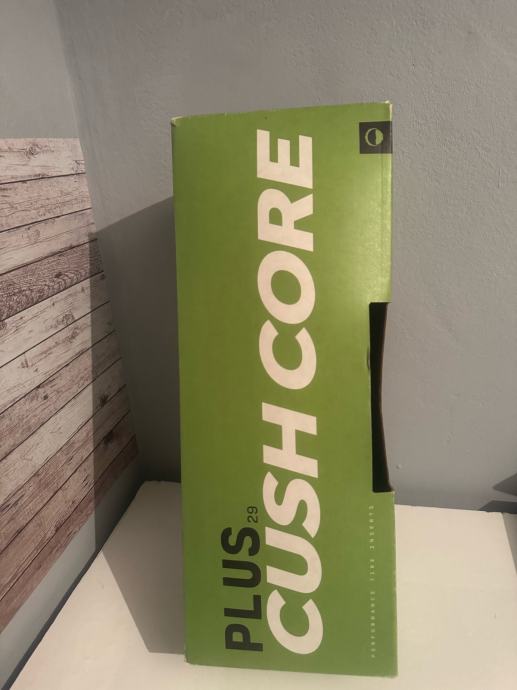 PLUS 29
CUSH CORE
PERFORMANCE TIRE INSERTS